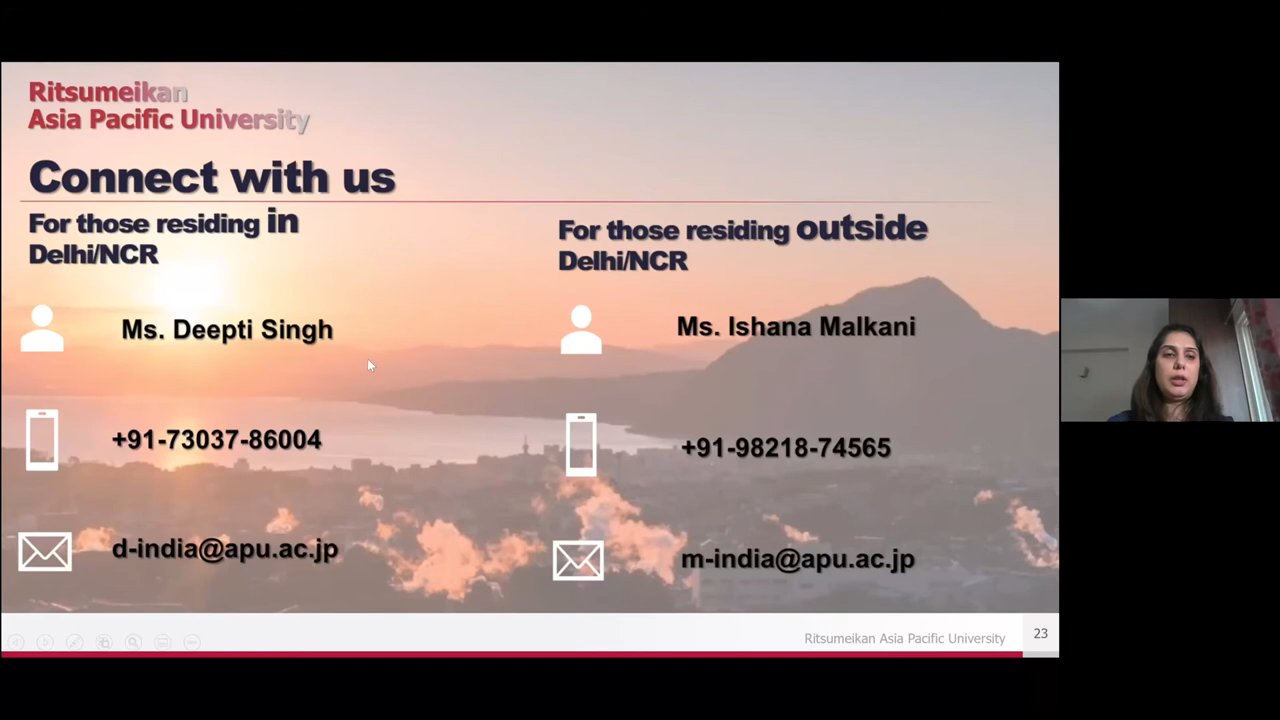 Ritsumeikan
Asia Pacific University
Connect with us
For those residing in
Delhi/NCR
Ms. Deepti Singh
+91-73037-86004
d-india@apu.ac.jp
For those residing outside
Delhi/NCR
Ms. Ishana Malkani
+91-98218-74565
m-india@apu.ac.jp
Ritsumeikan Asia Pacific University
23